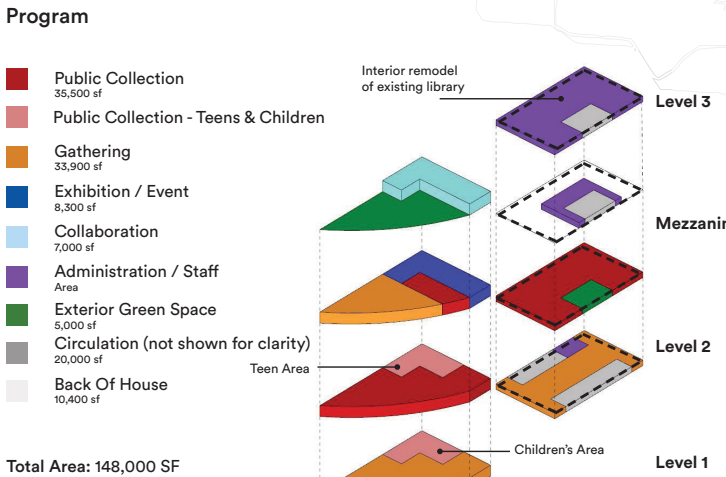 Program
Public Collection
35,500 sf
Public Collection - Teens & Children
Gathering
33,900 sf
Exhibition / Event
8,300 sf
Collaboration
7,000 sf
Administration / Staff
Area
Exterior Green Space
5,000 sf
Circulation (not shown for clarity)
20,000 sf
Back Of House
10,400 sf
Total Area: 148,000 SF
Interior remodel
of existing library
Level 3
Mezzanin
Level 2
Teen Area
Children's Area
Level 1